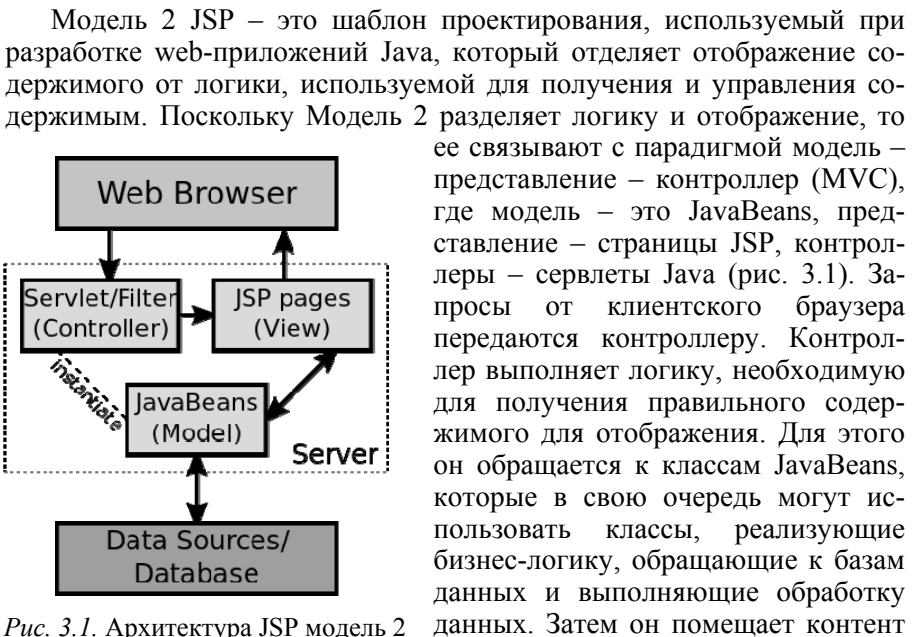 Модель 2 JSP – это шаблон проектирования, используемый при
разработке web-приложений Java, который отделяет отображение со-
держимого от логики, используемой для получения и управления со-
держимым. Поскольку Модель 2 разделяет логику и отображение, то
ее связывают с парадигмой модель –
представление – контроллер (MVC),
где модель – это JavaBeans, пред-
ставление – страницы JSP, контрол-
леры – сервлеты Java (рис. 3.1). За-
просы от клиентского браузера
передаются контроллеру. Контрол-
лер выполняет логику, необходимую
для получения правильного содер-
жимого для отображения. Для этого
он обращается к классам JavaBeans,
которые в свою очередь могут ис-
пользовать классы, реализующие
бизнес-логику, обращающие к базам
данных и выполняющие обработку
данных. Затем он помещает контент
Web Browser
Servlet/Filter
(Controller)
JSP pages
(View)
instantiate
JavaBeans
(Model)
Server
Data Sources/
Database
Рис. 3.1. Архитектура JSP модель 2